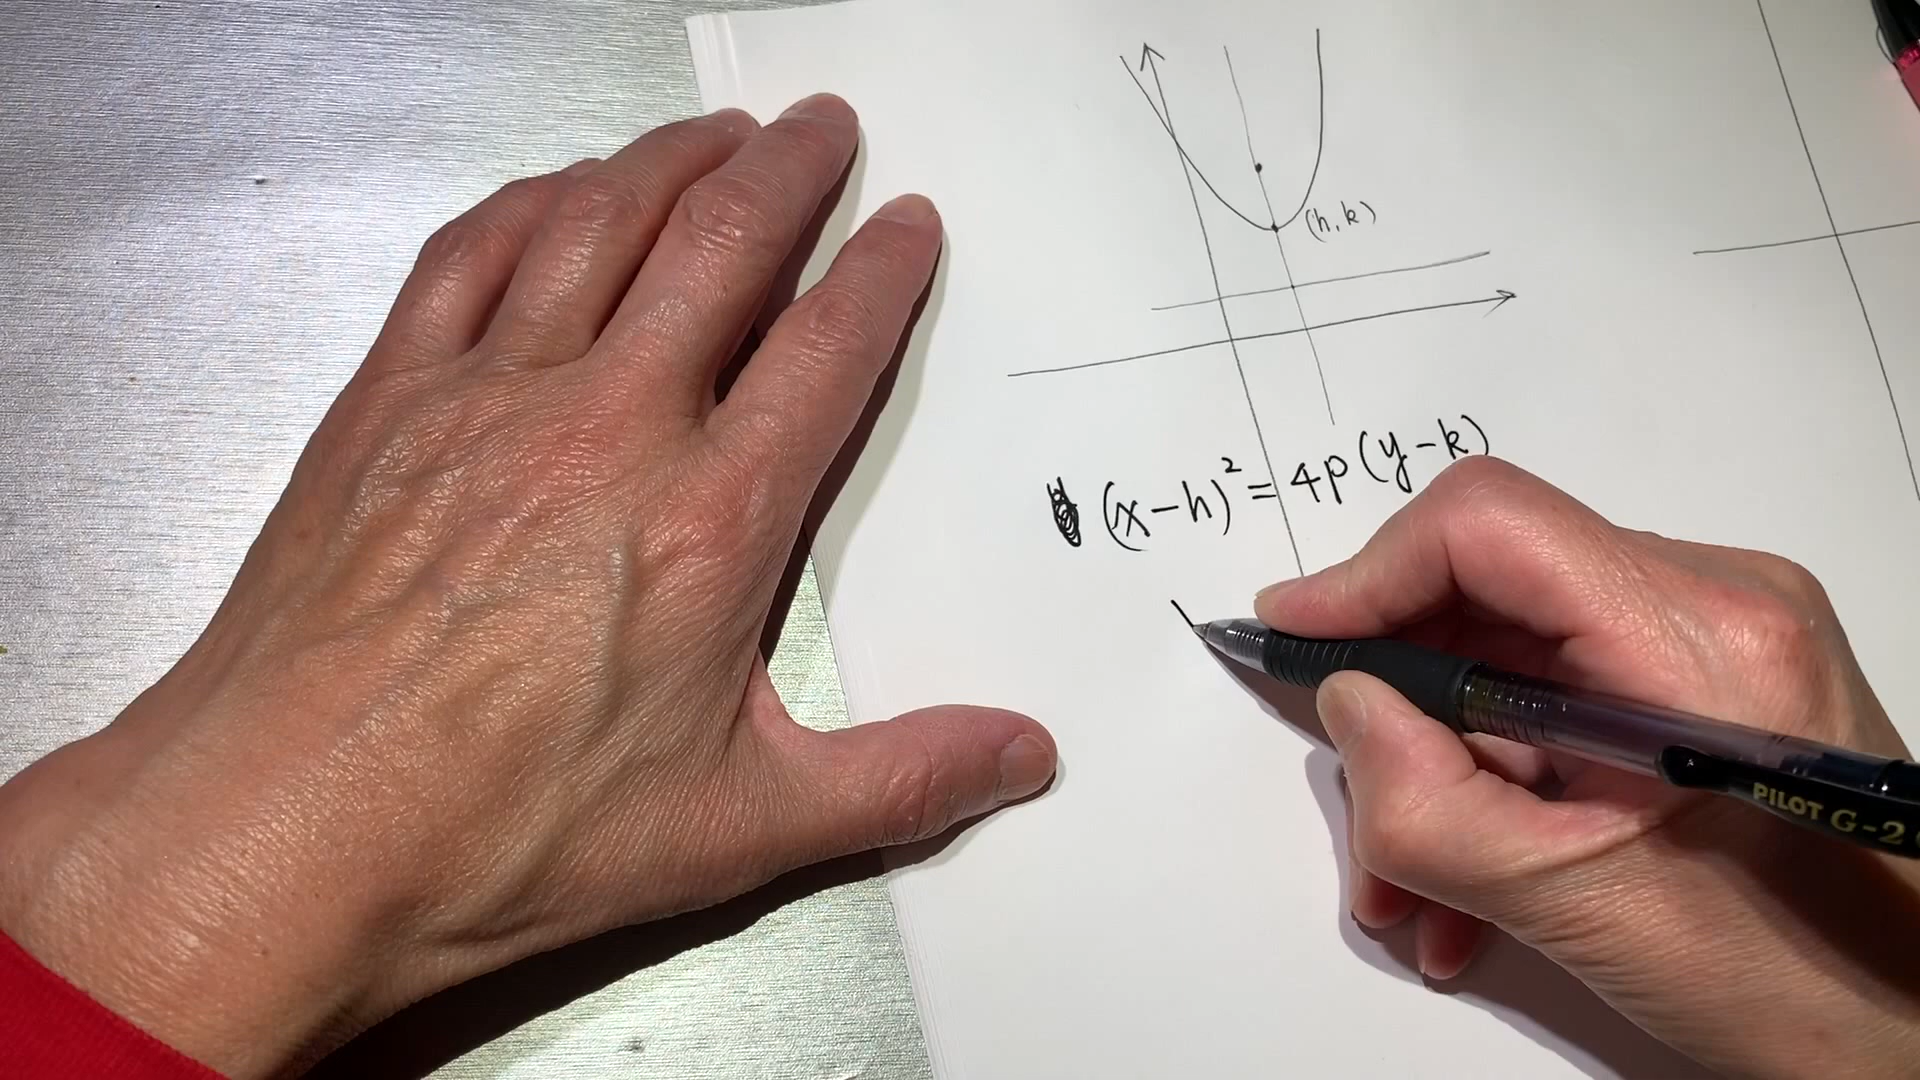 (h, k)
(x-h)² = 4p(y-k)
PILOT G-2